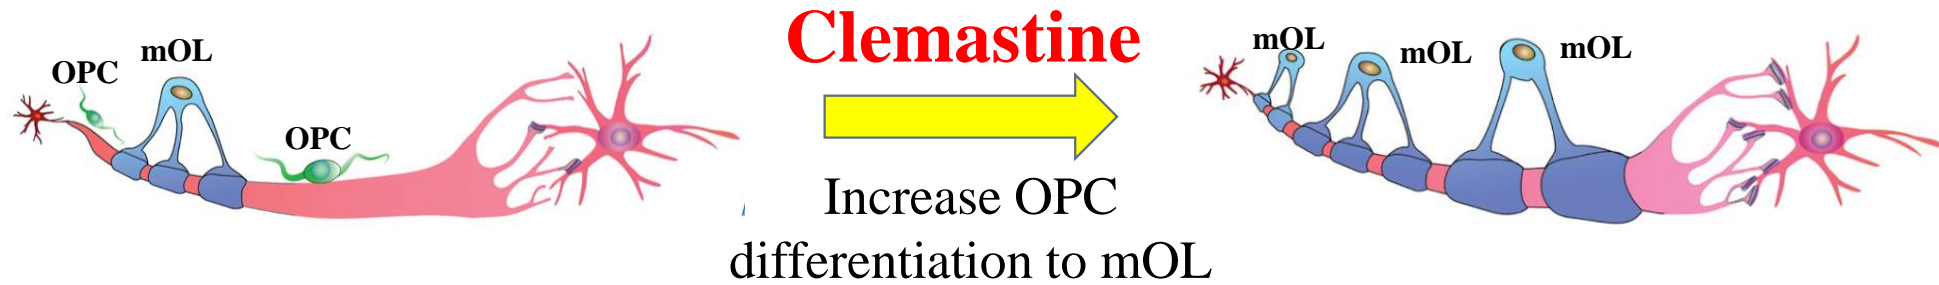 OPC
mOL
OPC
Clemastine
Increase OPC
differentiation to mOL
mOL
mOL
mOL